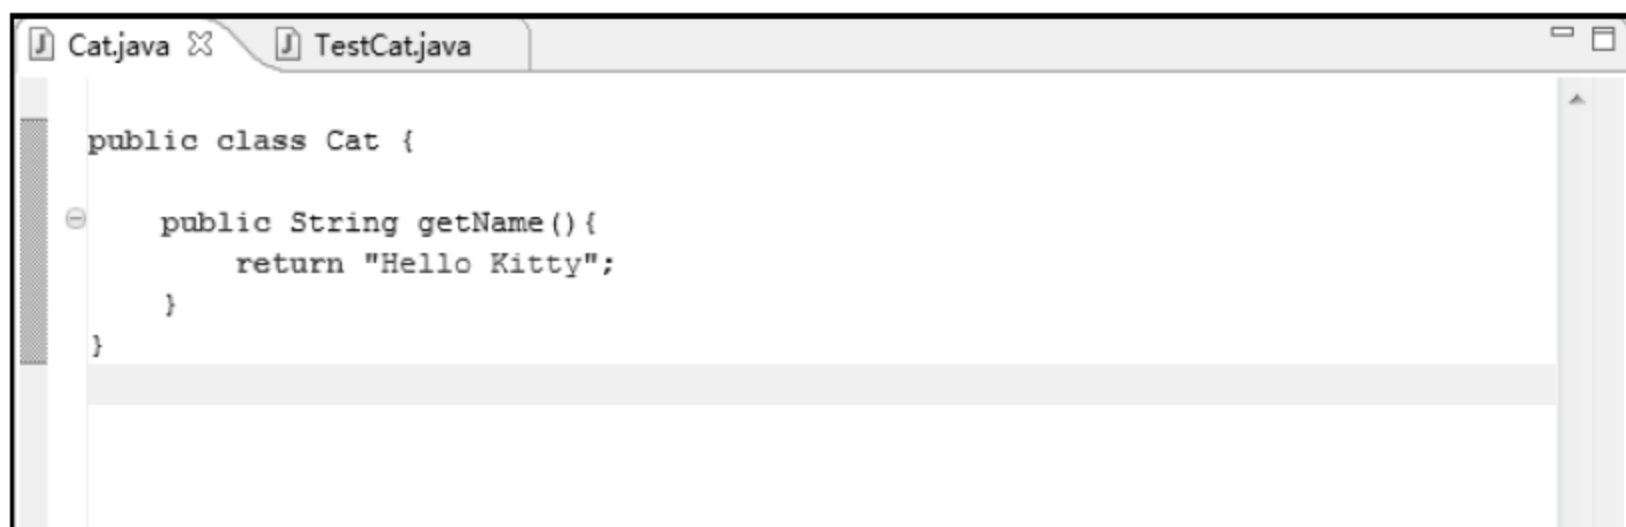 Cat.java TestCat.java
public class Cat {
public String getName(){
return "Hello Kitty";
}
}